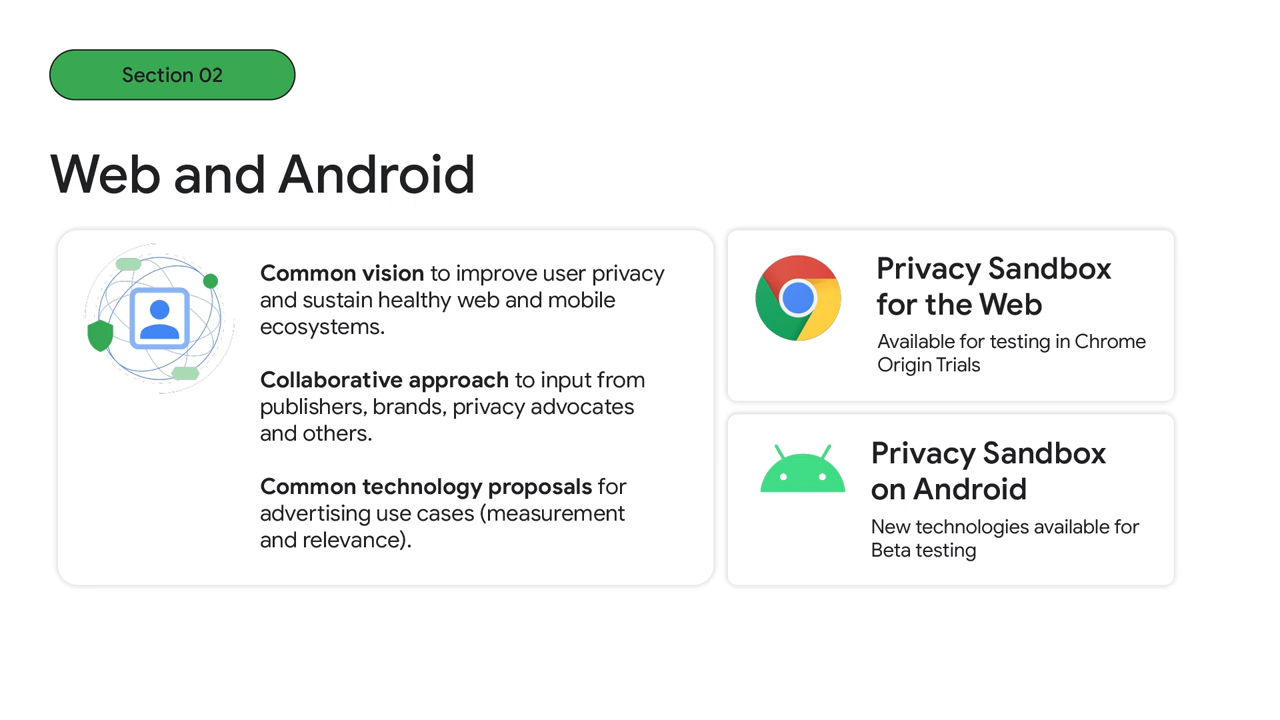 Section 02
Web and Android
Common vision to improve user privacy
and sustain healthy web and mobile
ecosystems.
Collaborative approach to input from
publishers, brands, privacy advocates
and others.
Common technology proposals for
advertising use cases (measurement
and relevance).
Privacy Sandbox
for the Web
Available for testing in Chrome
Origin Trials
Privacy Sandbox
on Android
New technologies available for
Beta testing